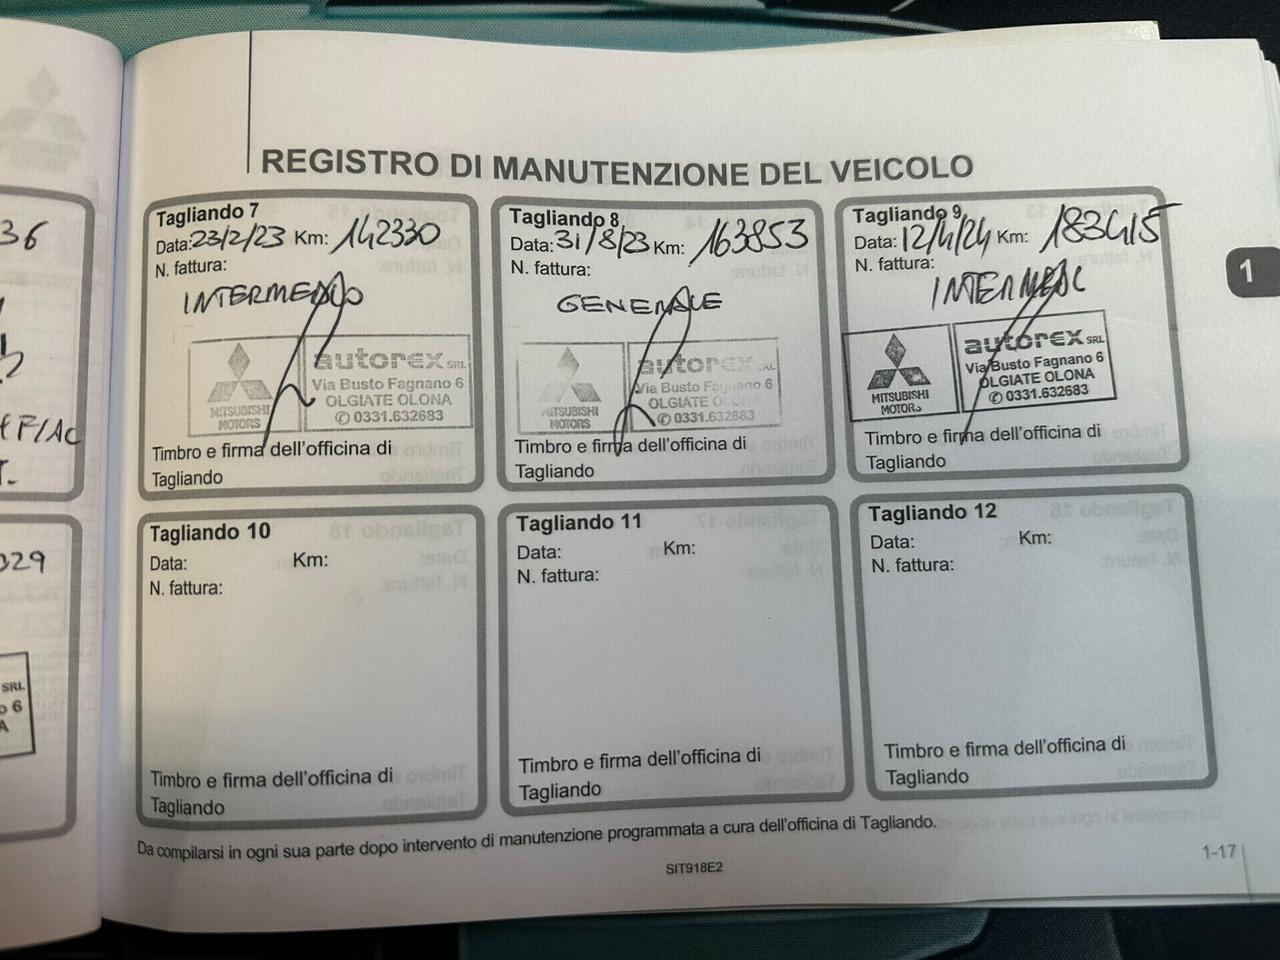 REGISTRO DI MANUTENZIONE DEL VEICOLO
Tagliando 7
Data: 23/2/23 Km: 142330
N. fattura:
INTERMEDIO
MITSUBISHI
MOTORS
autorex SRL
Via Busto Fagnano 6
OLGIATE OLONA
✆ 0331.632683
Timbro e firma dell'officina di
Tagliando
Tagliando 8
Data: 31/8/23 Km: 163853
N. fattura:
GENERALE
MITSUBISHI
MOTORS
autorex SRL
Via Busto Fagnano 6
OLGIATE OLONA
✆ 0331.632683
Timbro e firma dell'officina di
Tagliando
Tagliando 9
Data: 12/4/24 Km: 183415
N. fattura:
INTERMEDI
MITSUBISHI
MOTORS
autorex SRL
Via Busto Fagnano 6
OLGIATE OLONA
✆ 0331.632683
Timbro e firma dell'officina di
Tagliando
Tagliando 10
Data: Km:
N. fattura:
Timbro e firma dell'officina di
Tagliando
Tagliando 11
Data: Km:
N. fattura:
Timbro e firma dell'officina di
Tagliando
Tagliando 12
Data: Km:
N. fattura:
Timbro e firma dell'officina di
Tagliando
Da compilarsi in ogni sua parte dopo intervento di manutenzione programmata a cura dell'officina di Tagliando.
SIT918E2
1-17
1
36
029
SRL
6
A